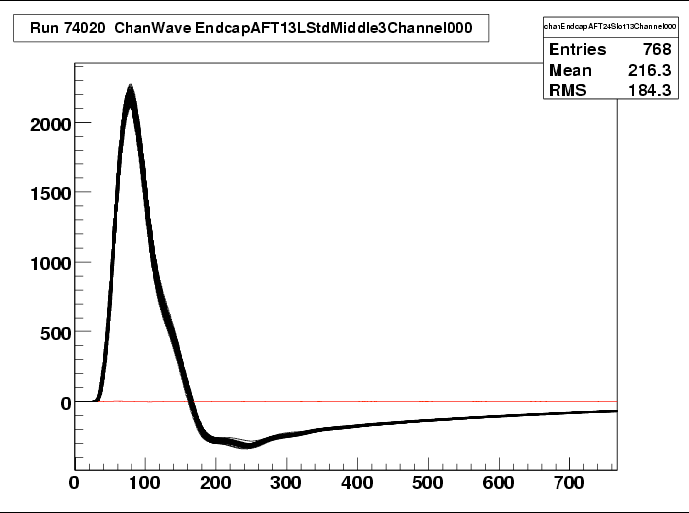 Run 74020 ChanWave EndcapAFT13LStdMiddle3Channel000
chanEndcapAFT24Slot13Channel000
Entries 768
Mean 216.3
RMS 184.3
2000
1500
1000
500
0
0 100 200 300 400 500 600 700